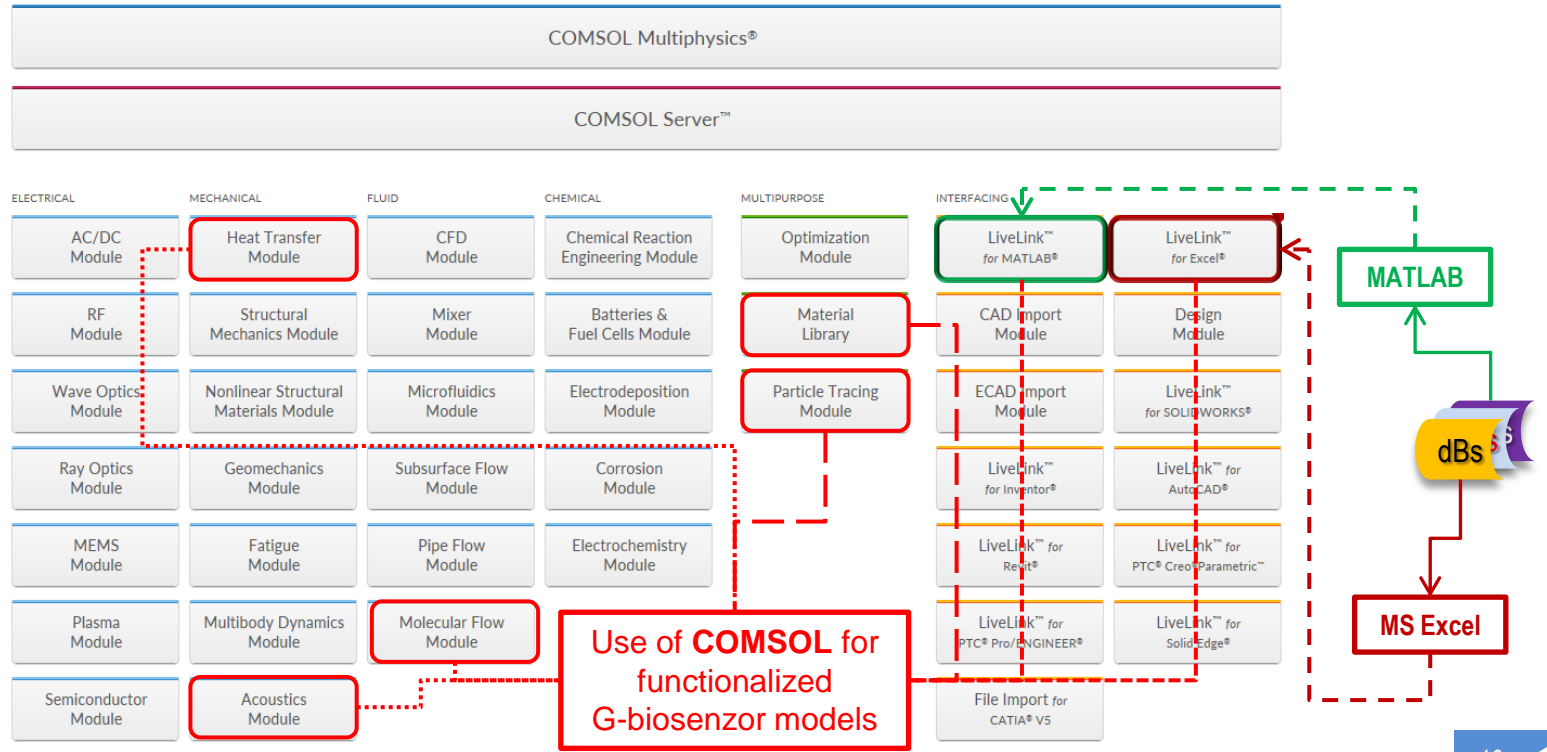 COMSOL Multiphysics®
COMSOL Server™
ELECTRICAL
MECHANICAL
FLUID
CHEMICAL
MULTIPURPOSE
INTERFACING
AC/DC
Module
Heat Transfer
Module
CFD
Module
Chemical Reaction
Engineering Module
Optimization
Module
LiveLink™
for MATLAB®
LiveLink™
for Excel®
MATLAB
RF
Module
Structural
Mechanics Module
Mixer
Module
Batteries &
Fuel Cells Module
Material
Library
CAD Import
Module
Design
Module
Wave Optics
Module
Nonlinear Structural
Materials Module
Microfluidics
Module
Electrodeposition
Module
Particle Tracing
Module
ECAD Import
Module
LiveLink™
for SOLIDWORKS®
dBs
s
s
Ray Optics
Module
Geomechanics
Module
Subsurface Flow
Module
Corrosion
Module
LiveLink™
for Inventor®
LiveLink™ for
AutoCAD®
MEMS
Module
Fatigue
Module
Pipe Flow
Module
Electrochemistry
Module
LiveLink™ for
Revit®
LiveLink™ for
PTC® Creo®Parametric™
Plasma
Module
Multibody Dynamics
Module
Molecular Flow
Module
Use of COMSOL for
functionalized
G-biosenzor models
LiveLink™ for
PTC® Pro/ENGINEER®
LiveLink™ for
Solid Edge®
MS Excel
Semiconductor
Module
Acoustics
Module
File Import for
CATIA® V5